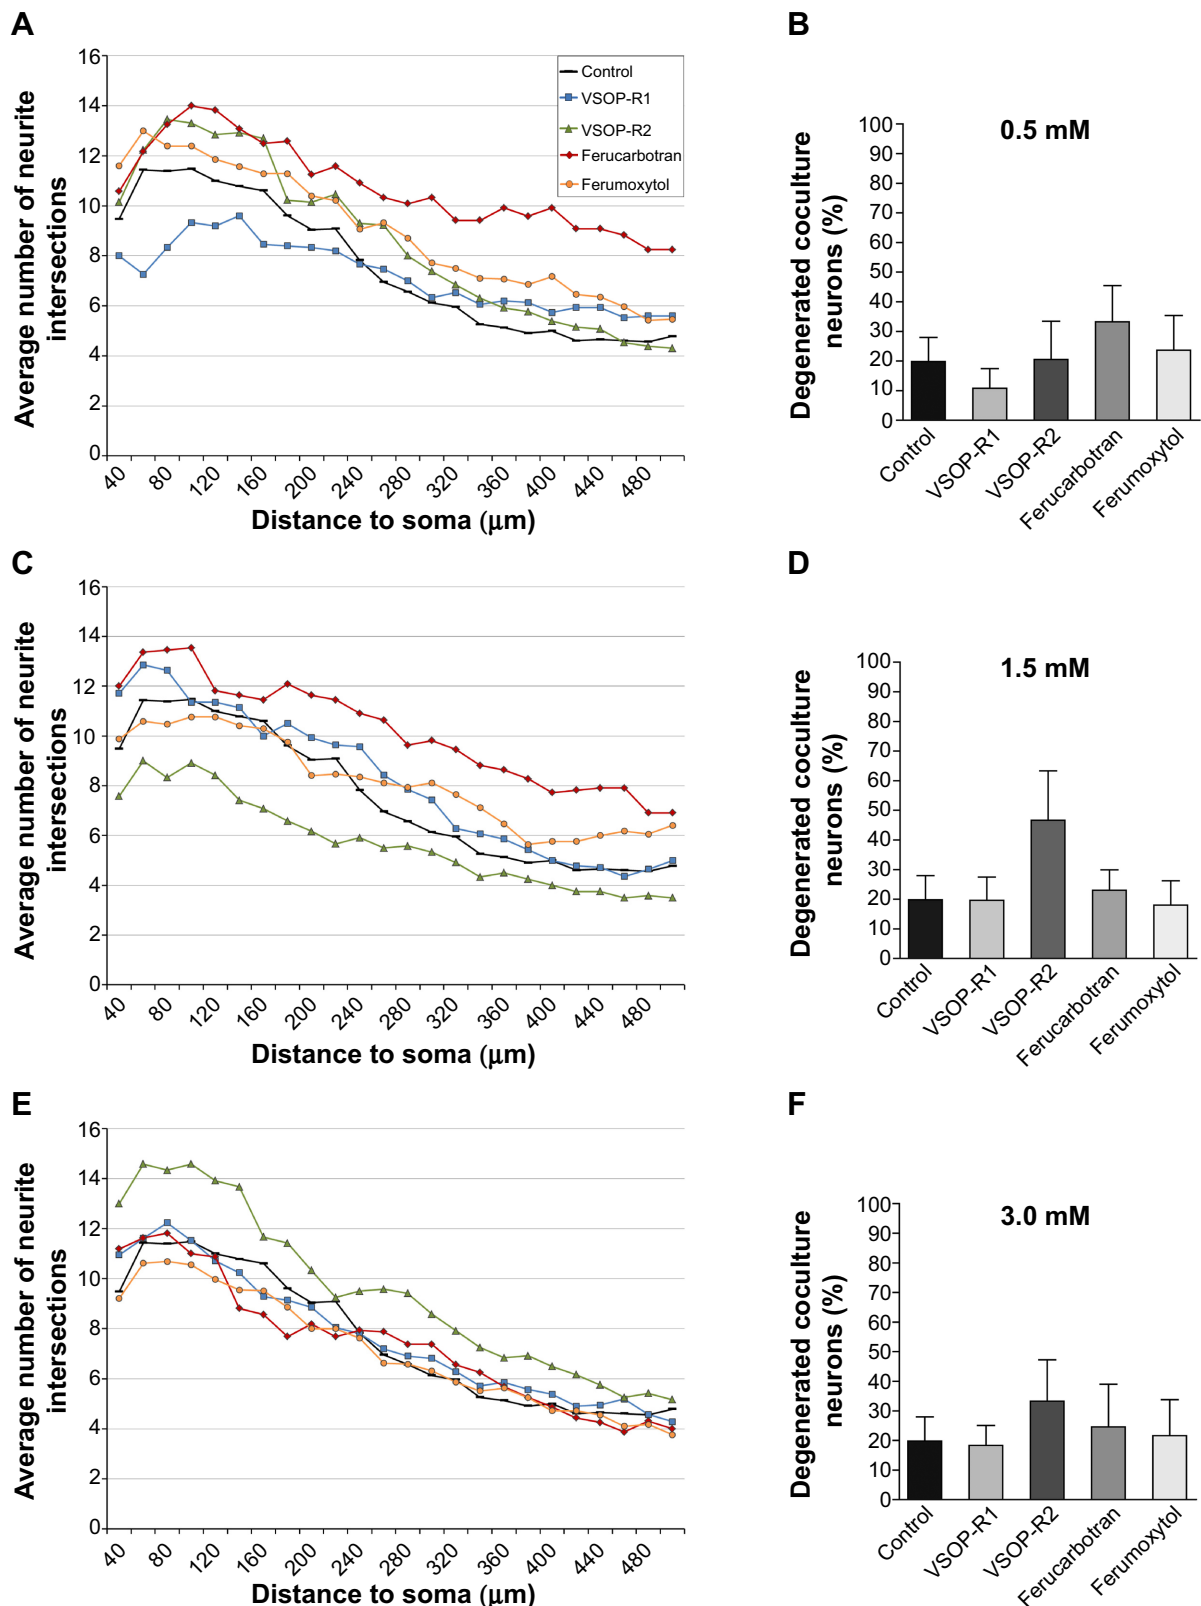 A
Average number of neurite
intersections
16
14
12
10
8
6
4
2
0
Control
VSOP-R1
VSOP-R2
Ferucarbotran
Ferumoxytol
40
80
120
160
200
240
280
320
360
400
440
480
Distance to soma (μm)
B
0.5 mM
Degenerated coculture
neurons (%)
100
90
80
70
60
50
40
30
20
10
0
Control
VSOP-R1
VSOP-R2
Ferucarbotran
Ferumoxytol
C
Average number of neurite
intersections
16
14
12
10
8
6
4
2
0
40
80
120
160
200
240
280
320
360
400
440
480
Distance to soma (μm)
D
1.5 mM
Degenerated coculture
neurons (%)
100
90
80
70
60
50
40
30
20
10
0
Control
VSOP-R1
VSOP-R2
Ferucarbotran
Ferumoxytol
E
Average number of neurite
intersections
16
14
12
10
8
6
4
2
0
40
80
120
160
200
240
280
320
360
400
440
480
Distance to soma (μm)
F
3.0 mM
Degenerated coculture
neurons (%)
100
90
80
70
60
50
40
30
20
10
0
Control
VSOP-R1
VSOP-R2
Ferucarbotran
Ferumoxytol